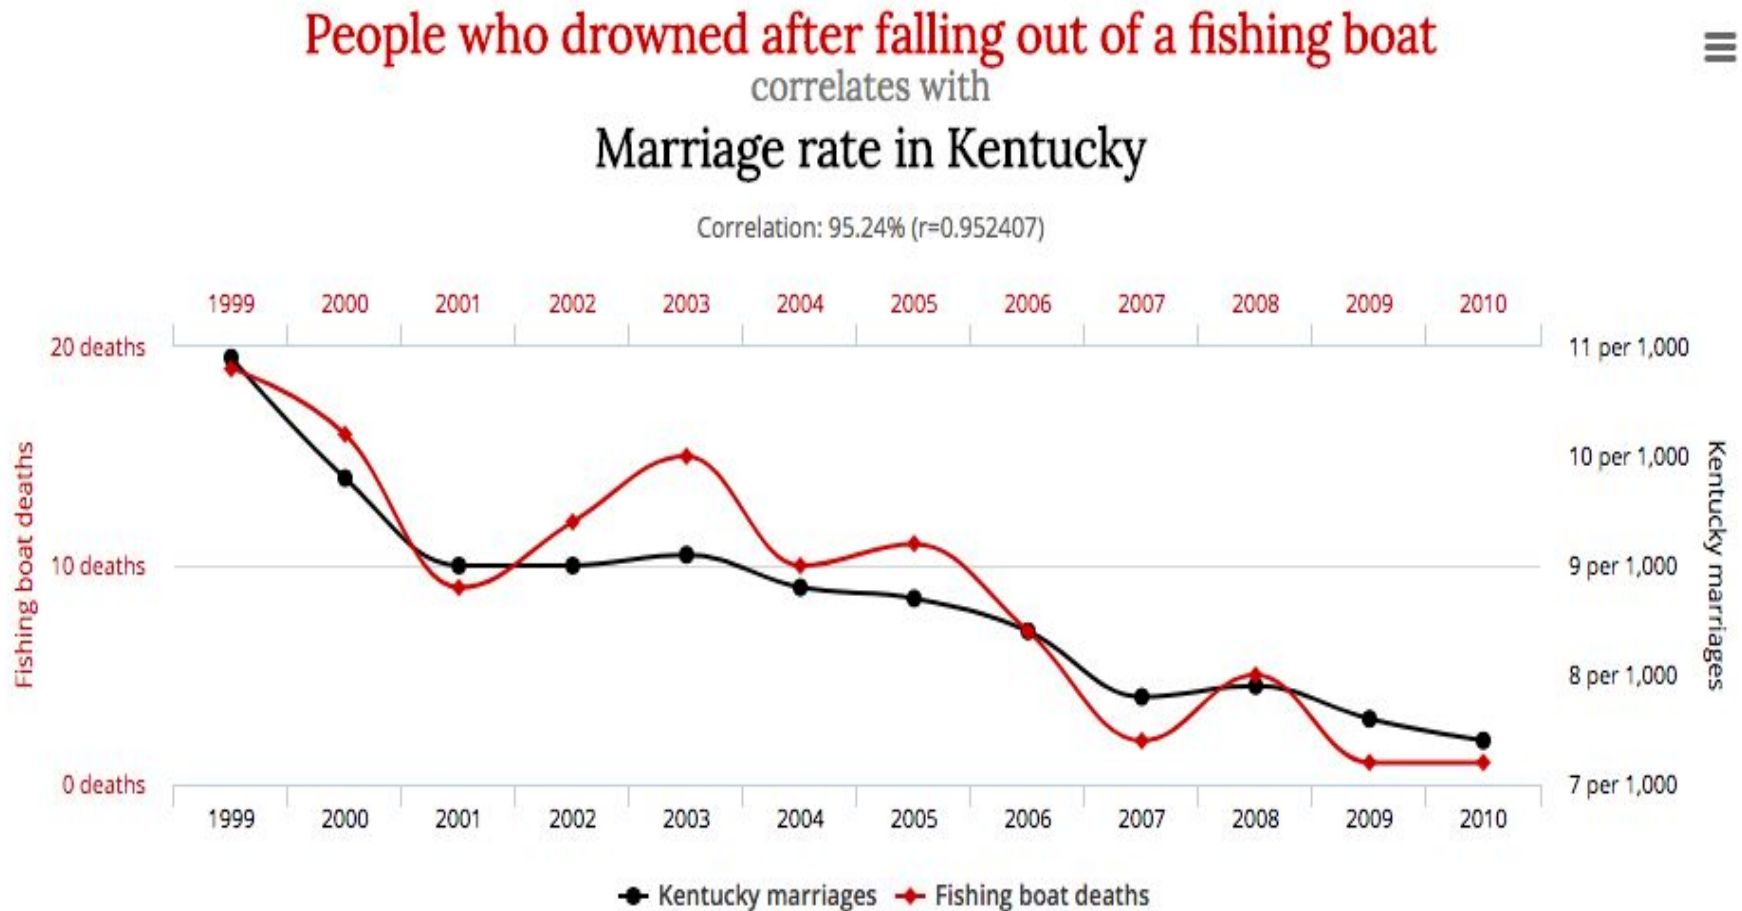 People who drowned after falling out of a fishing boat
correlates with
Marriage rate in Kentucky
Correlation: 95.24% (r=0.952407)
1999 2000 2001 2002 2003 2004 2005 2006 2007 2008 2009 2010
20 deaths 11 per 1,000
10 per 1,000
10 deaths 9 per 1,000
8 per 1,000
0 deaths 7 per 1,000
Fishing boat deaths
Kentucky marriages
1999 2000 2001 2002 2003 2004 2005 2006 2007 2008 2009 2010
Kentucky marriages Fishing boat deaths